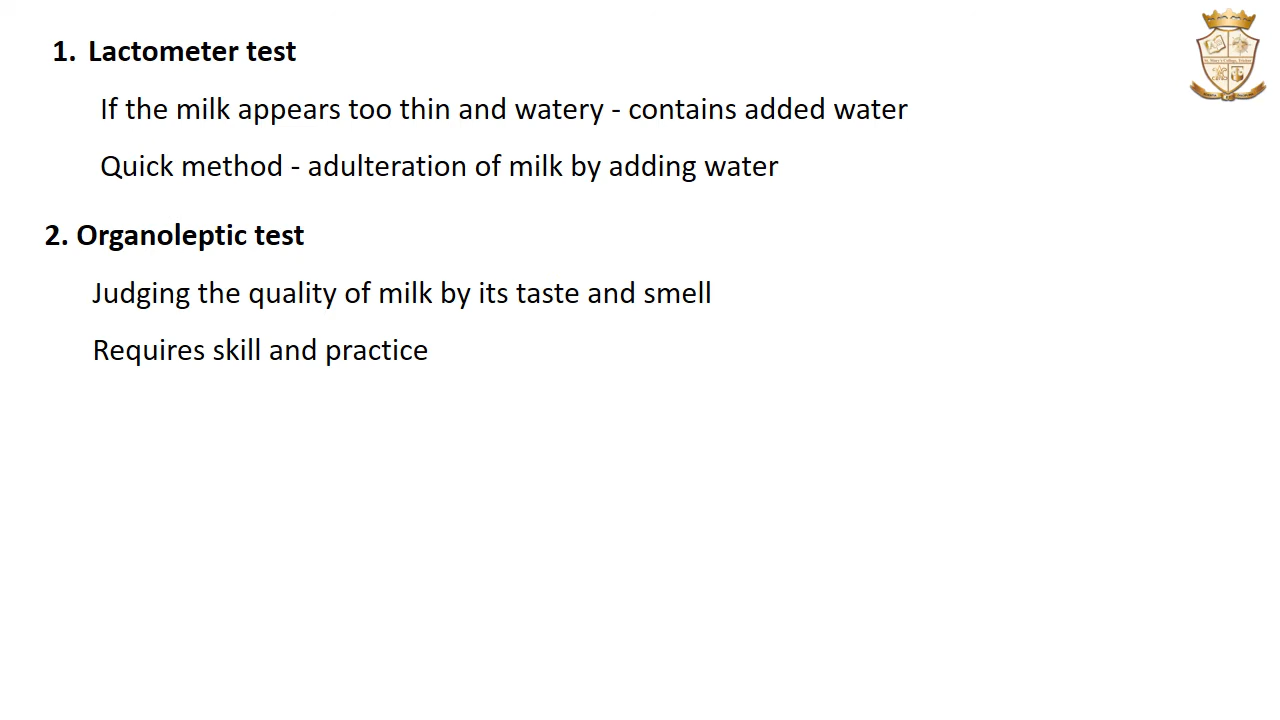 1. Lactometer test
If the milk appears too thin and watery - contains added water
Quick method - adulteration of milk by adding water
2. Organoleptic test
Judging the quality of milk by its taste and smell
Requires skill and practice